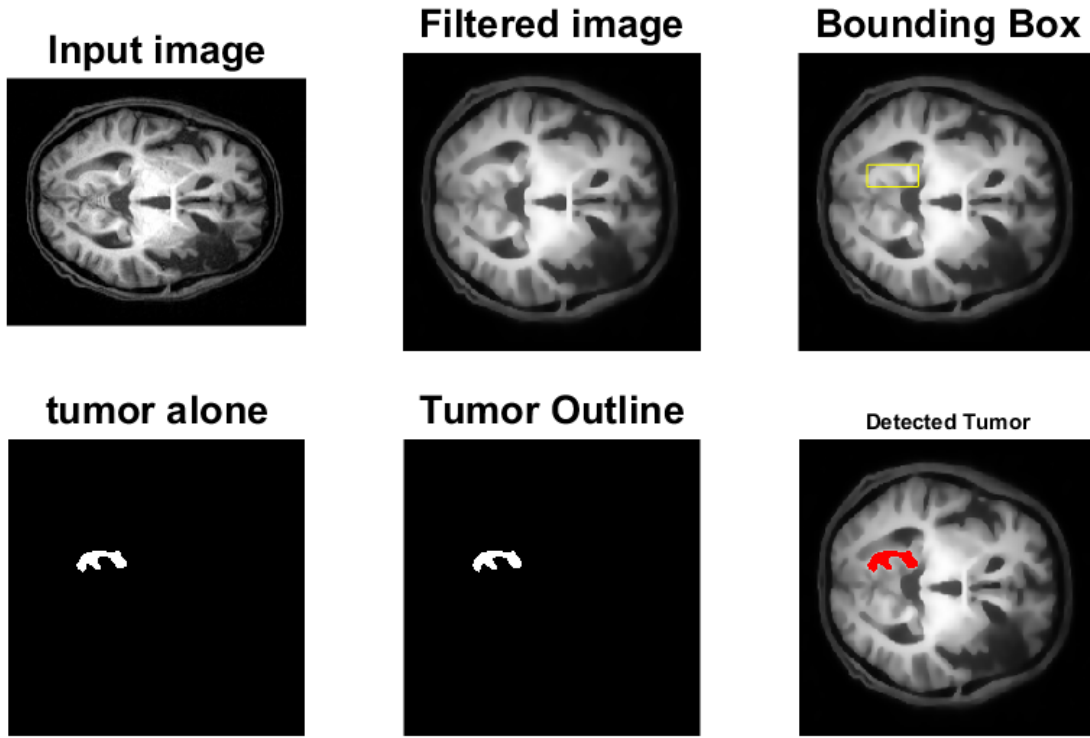 Input image
Filtered image
Bounding Box
tumor alone
Tumor Outline
Detected Tumor